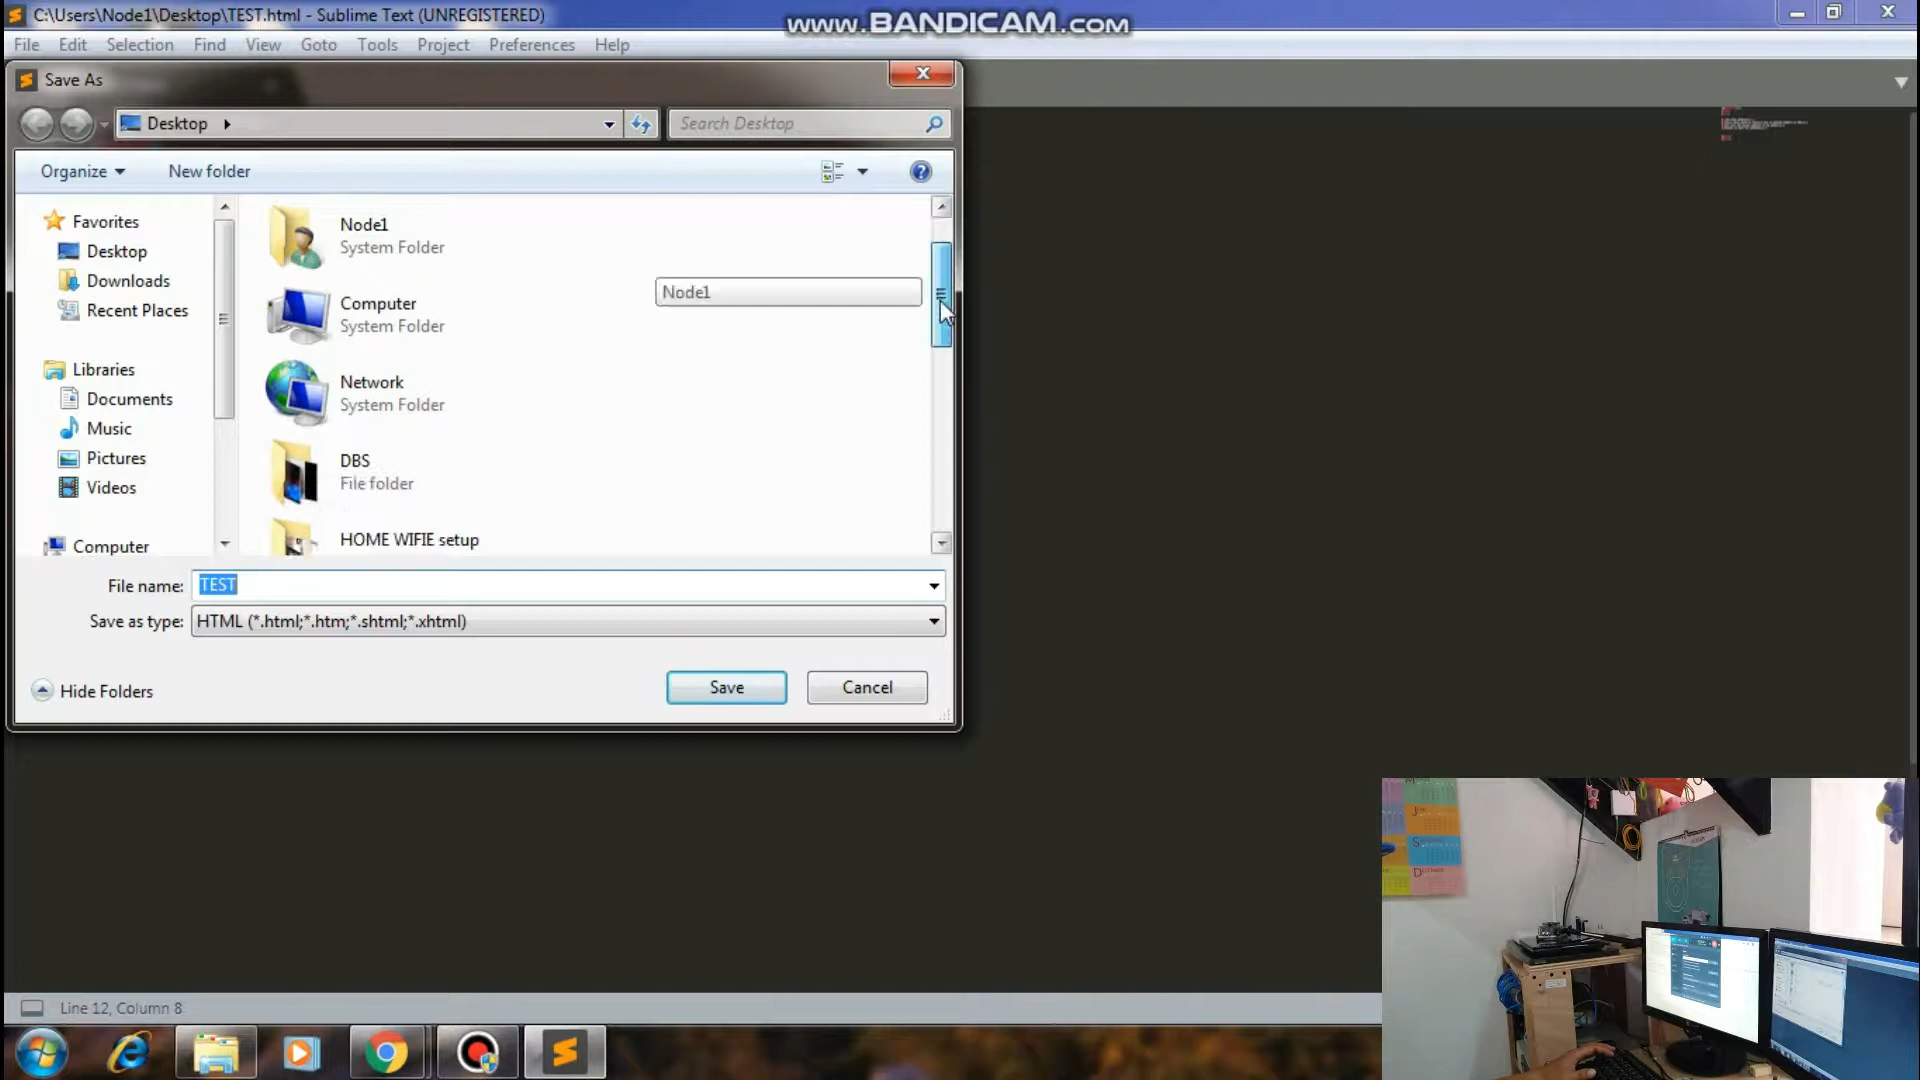 C:\Users\Node1\Desktop\TEST.html - Sublime Text (UNREGISTERED)
www.BANDICAM.com
File Edit Selection Find View Goto Tools Project Preferences Help
Save As
Desktop
Search Desktop
Organize
New folder
Favorites
Desktop
Downloads
Recent Places
Libraries
Documents
Music
Pictures
Videos
Computer
Node1
System Folder
Computer
System Folder
Network
System Folder
DBS
File folder
HOME WIFIE setup
Node1
File name: TEST
Save as type: HTML (*.html;*.htm;*.shtml;*.xhtml)
Hide Folders
Save
Cancel
Line 12, Column 8